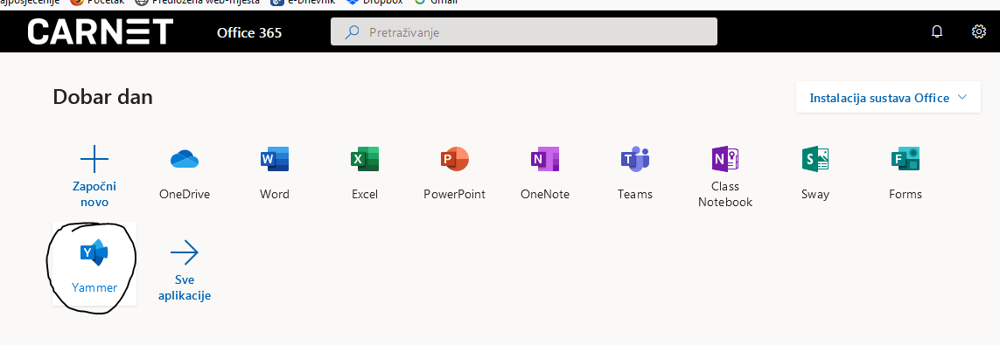 ajposjećenije Početak Predložena web-mjesta e-Dnevnik Dropbox Gmail
CARNET Office 365 Pretraživanje
Dobar dan
Instalacija sustava Office
Započni novo
OneDrive
W
Word
X
Excel
P
PowerPoint
N
OneNote
T
Teams
N
Class
Notebook
S
Sway
F
Forms
Y
Yammer
Sve
aplikacije